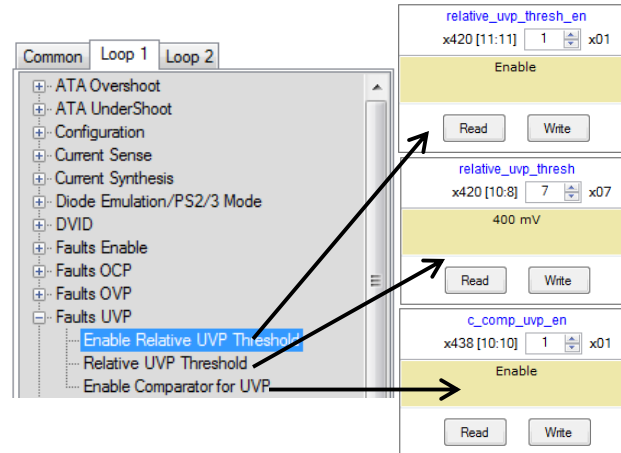 Common Loop 1 Loop 2
ATA Overshoot
ATA UnderShoot
Configuration
Current Sense
Current Synthesis
Diode Emulation/PS2/3 Mode
DVID
Faults Enable
Faults OCP
Faults OVP
Faults UVP
Enable Relative UVP Threshold
Relative UVP Threshold
Enable Comparator for UVP
relative_uvp_thresh_en
x420 [11:11] 1 x01
Enable
Read Write
relative_uvp_thresh
x420 [10:8] 7 x07
400 mV
Read Write
c_comp_uvp_en
x438 [10:10] 1 x01
Enable
Read Write